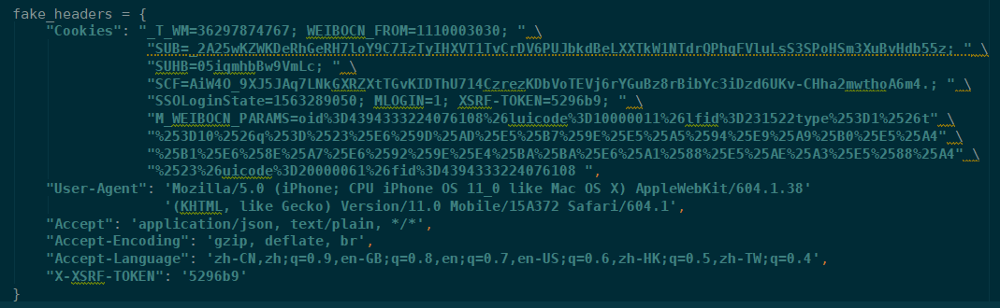 fake_headers = {
    "Cookies": "_T_WM=36297874767; WEIBOCN_FROM=1110003030; " \
               "SUB=_2A25wKZWKDeRhGeRH7loY9C7IzTyIHXVT1TvCrDV6PUJbkdBeLXXTkW1NTdrQPhqFVluLsS3SPoHSm3XuBvHdb55z; " \
               "SUHB=05iqmhbBw9VmLc; " \
               "SCF=AiW4O_9XJ5JAq7LNkGXRZXtTGvKIDThU714CzrezKDbVoTEVj6rYGuBz8rBibYc3iDzd6UKv-CHha2mwthoA6m4.; " \
               "SSOLoginState=1563289050; MLOGIN=1; XSRF-TOKEN=5296b9; " \
               "M_WEIBOCN_PARAMS=oid%3D4394333224076108%26luicode%3D10000011%26lfid%3D231522type%253D1%2526t" \
               "%253D10%2526q%253D%2523%25E6%259D%25AD%25E5%25B7%259E%25E5%25A5%2594%25E9%25A9%25B0%25E5%25A4" \
               "%25B1%25E6%258E%25A7%25E6%2592%259E%25E4%25BA%25BA%25E6%25A1%2588%25E5%25AE%25A3%25E5%2588%25A4" \
               "%2523%26uicode%3D20000061%26fid%3D4394333224076108 ",
    "User-Agent": 'Mozilla/5.0 (iPhone; CPU iPhone OS 11_0 like Mac OS X) AppleWebKit/604.1.38'
                  '(KHTML, like Gecko) Version/11.0 Mobile/15A372 Safari/604.1',
    "Accept": 'application/json, text/plain, */*',
    "Accept-Encoding": 'gzip, deflate, br',
    "Accept-Language": 'zh-CN,zh;q=0.9,en-GB;q=0.8,en;q=0.7,en-US;q=0.6,zh-HK;q=0.5,zh-TW;q=0.4',
    "X-XSRF-TOKEN": '5296b9'
}